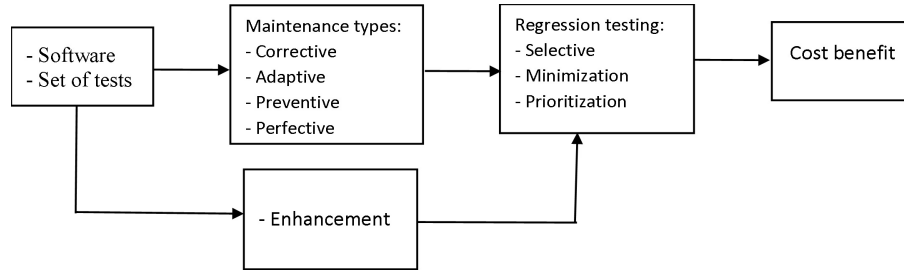 - Software
- Set of tests
Maintenance types:
- Corrective
- Adaptive
- Preventive
- Perfective
Regression testing:
- Selective
- Minimization
- Prioritization
Cost benefit
- Enhancement